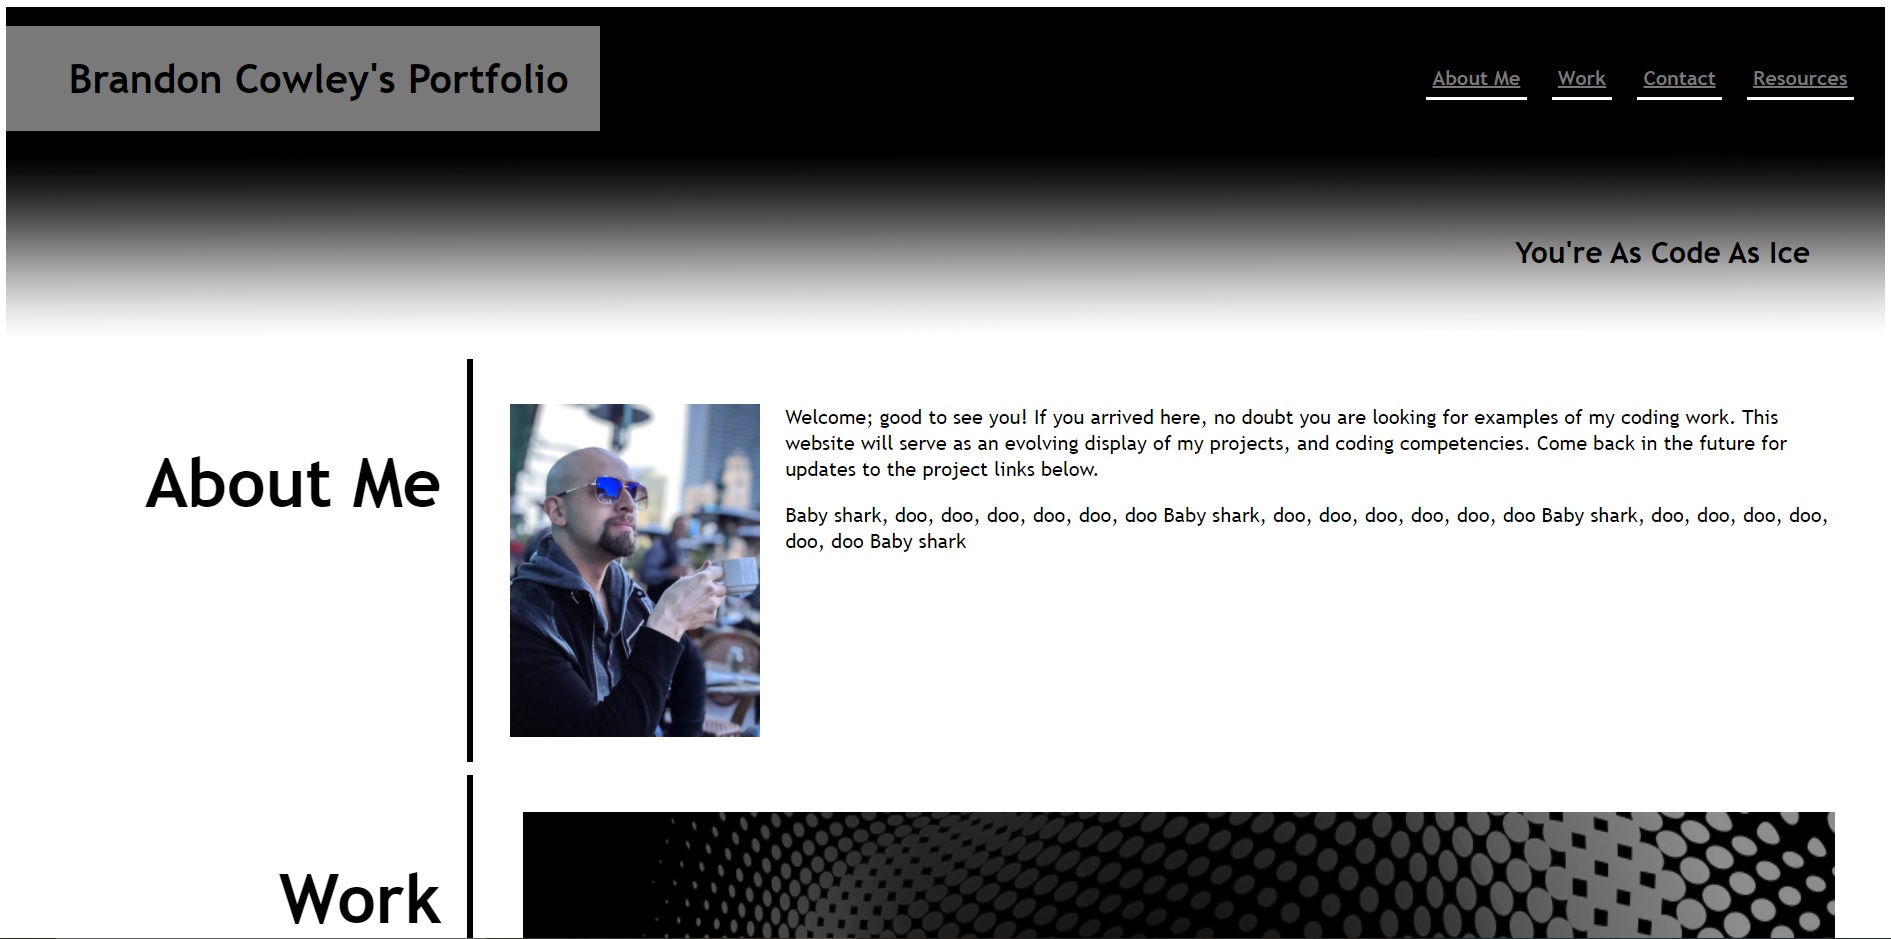 Brandon Cowley's Portfolio
About Me Work Contact Resources
You're As Code As Ice
About Me
Welcome; good to see you! If you arrived here, no doubt you are looking for examples of my coding work. This
website will serve as an evolving display of my projects, and coding competencies. Come back in the future for
updates to the project links below.
Baby shark, doo, doo, doo, doo, doo, doo Baby shark, doo, doo, doo, doo, doo, doo Baby shark, doo, doo, doo, doo,
doo, doo Baby shark
Work